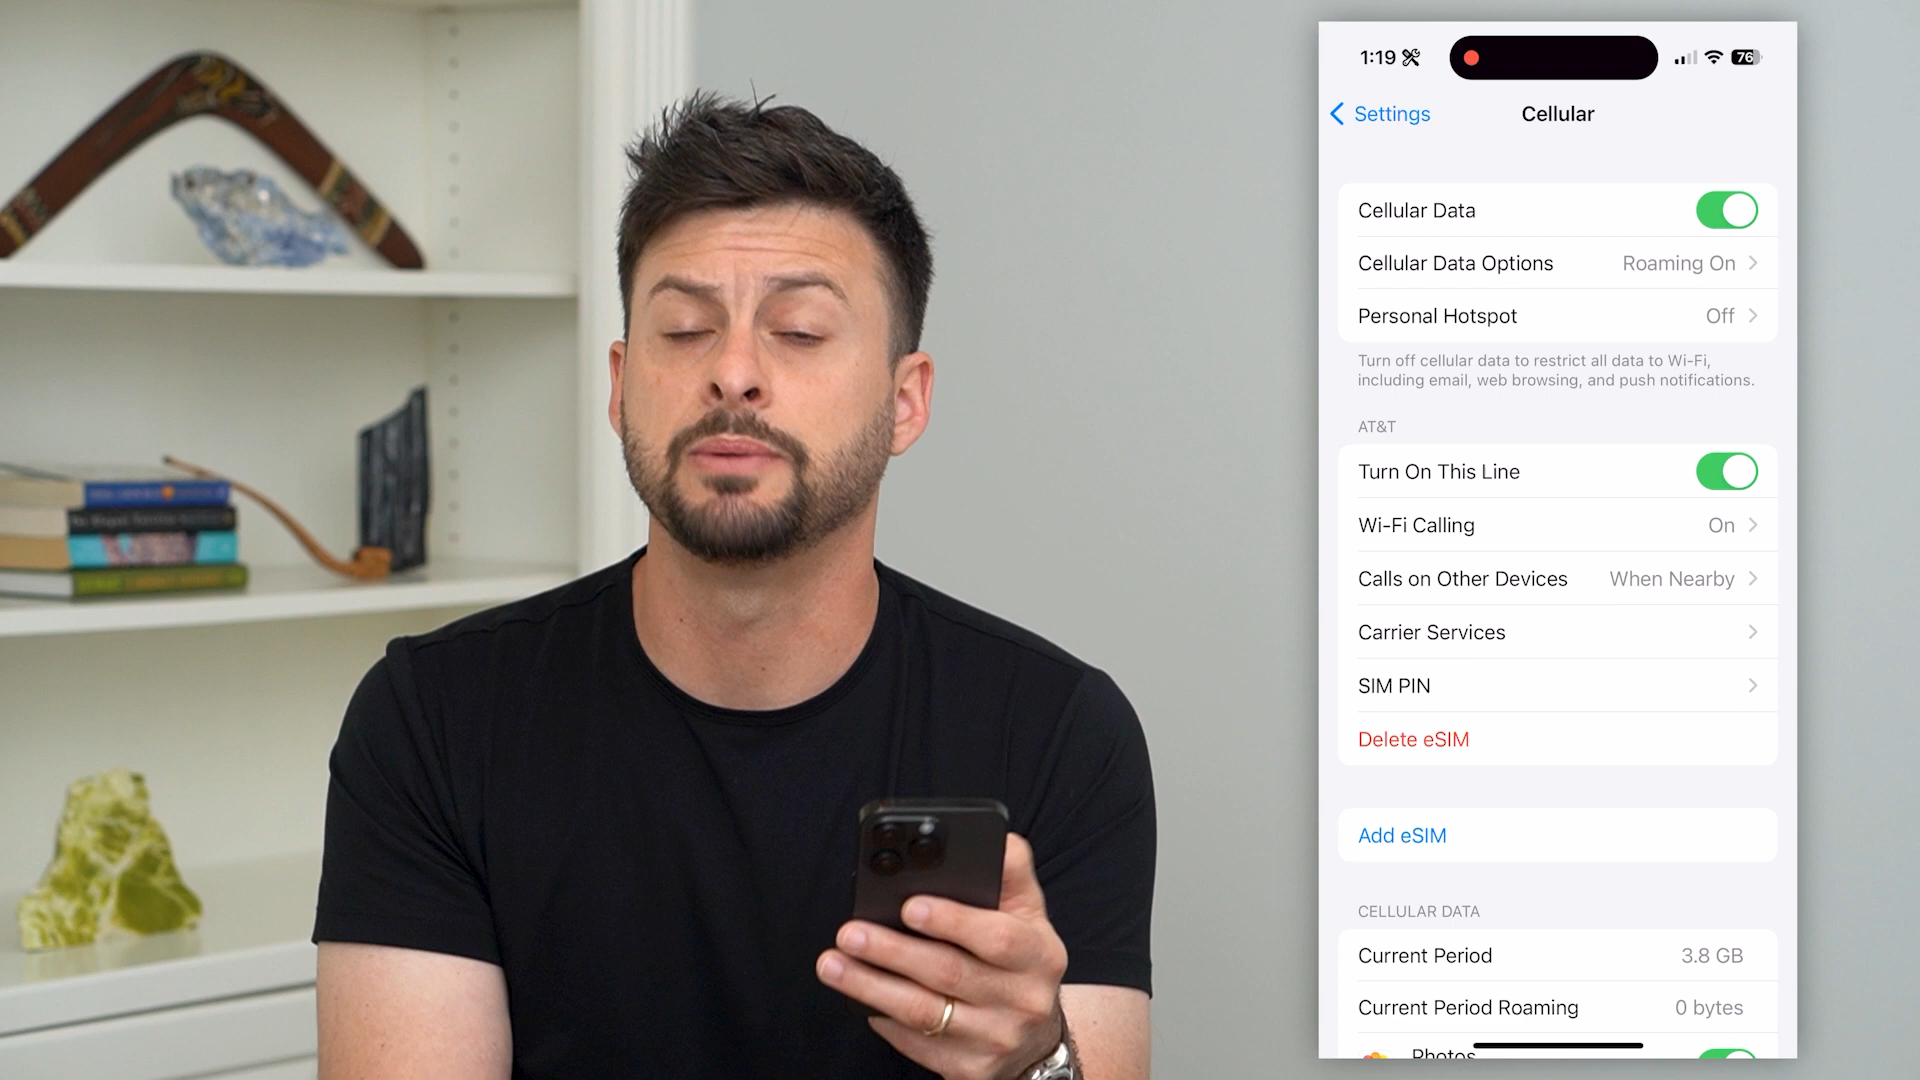 1:19
76
Settings
Cellular
Cellular Data
Cellular Data Options Roaming On
Personal Hotspot Off
Turn off cellular data to restrict all data to Wi-Fi,
including email, web browsing, and push notifications.
AT&T
Turn On This Line
Wi-Fi Calling On
Calls on Other Devices When Nearby
Carrier Services
SIM PIN
Delete eSIM
Add eSIM
CELLULAR DATA
Current Period 3.8 GB
Current Period Roaming 0 bytes
Photos